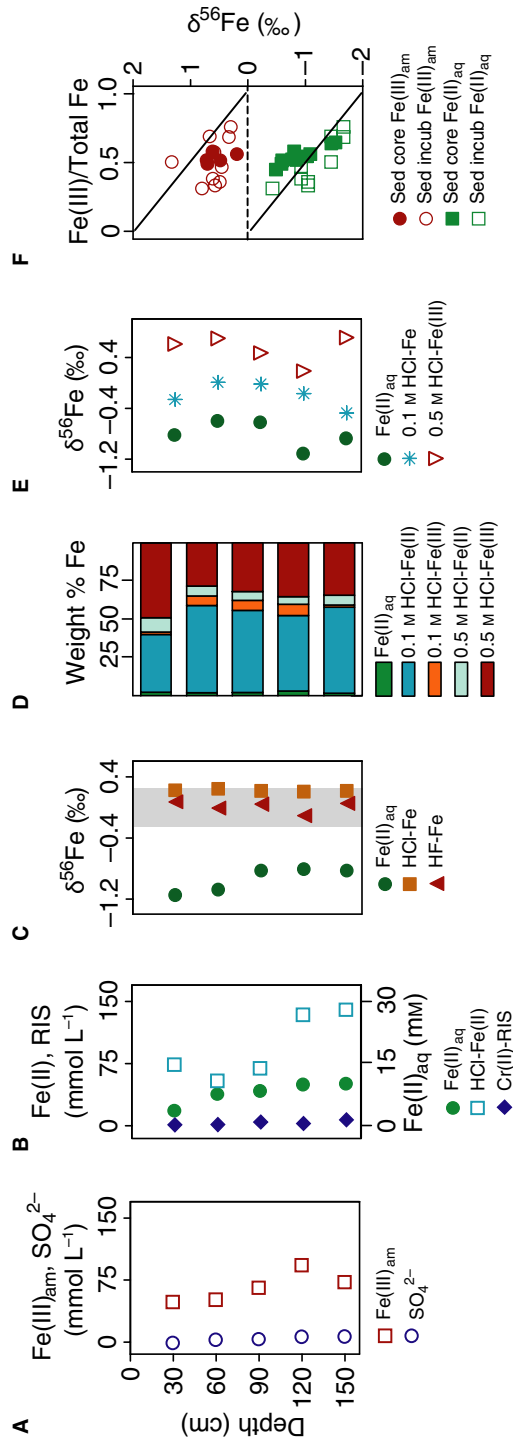 A
Fe(III)am, SO₄²⁻
(mmol L⁻¹)
0 75 150
Depth (cm)
0
30
60
90
120
150
Fe(III)am
SO₄²⁻
B
Fe(II), RIS
(mmol L⁻¹)
0 75 150
0 15 30
Fe(II)aq (mM)
Fe(II)aq
HCl-Fe(II)
Cr(II)-RIS
C
δ⁵⁶Fe (‰)
−1.2 −0.4 0.4
Fe(II)aq
HCl-Fe
HF-Fe
D
Weight % Fe
25 50 75
Fe(II)aq
0.1 M HCl-Fe(II)
0.1 M HCl-Fe(III)
0.5 M HCl-Fe(II)
0.5 M HCl-Fe(III)
E
δ⁵⁶Fe (‰)
−1.2 −0.4 0.4
Fe(II)aq
0.1 M HCl-Fe
0.5 M HCl-Fe(III)
F
Fe(III)/Total Fe
0 0.5 1.0
2
1
0
−1
−2
δ⁵⁶Fe (‰)
Sed core Fe(III)am
Sed incub Fe(III)am
Sed core Fe(II)aq
Sed incub Fe(II)aq